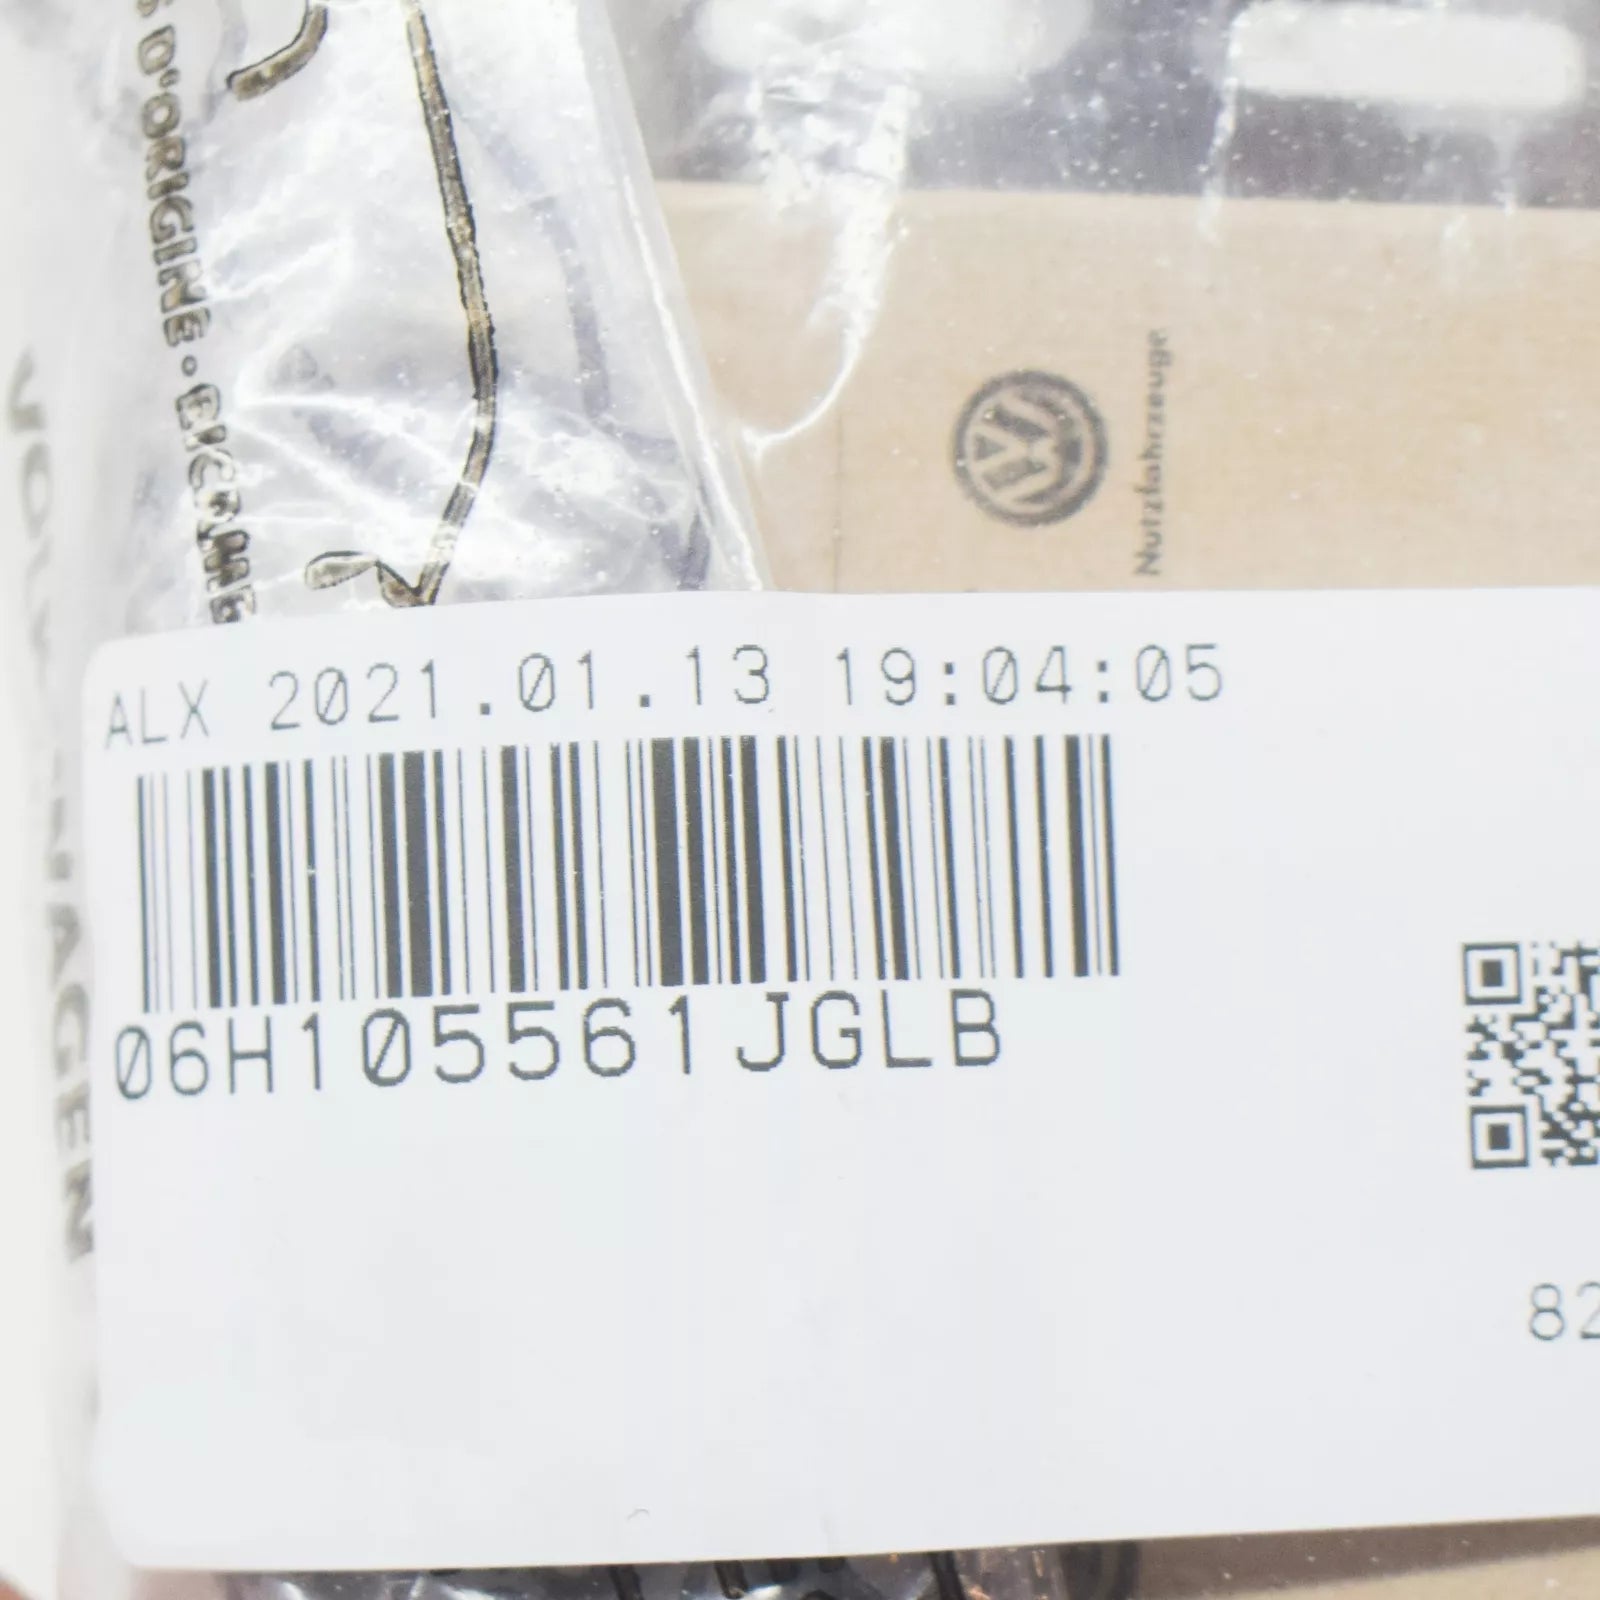 D'ORIGINE·
Nutzfahrzeuge
ALX 2021.01.13 19:04:05
06H105561JGLB
82